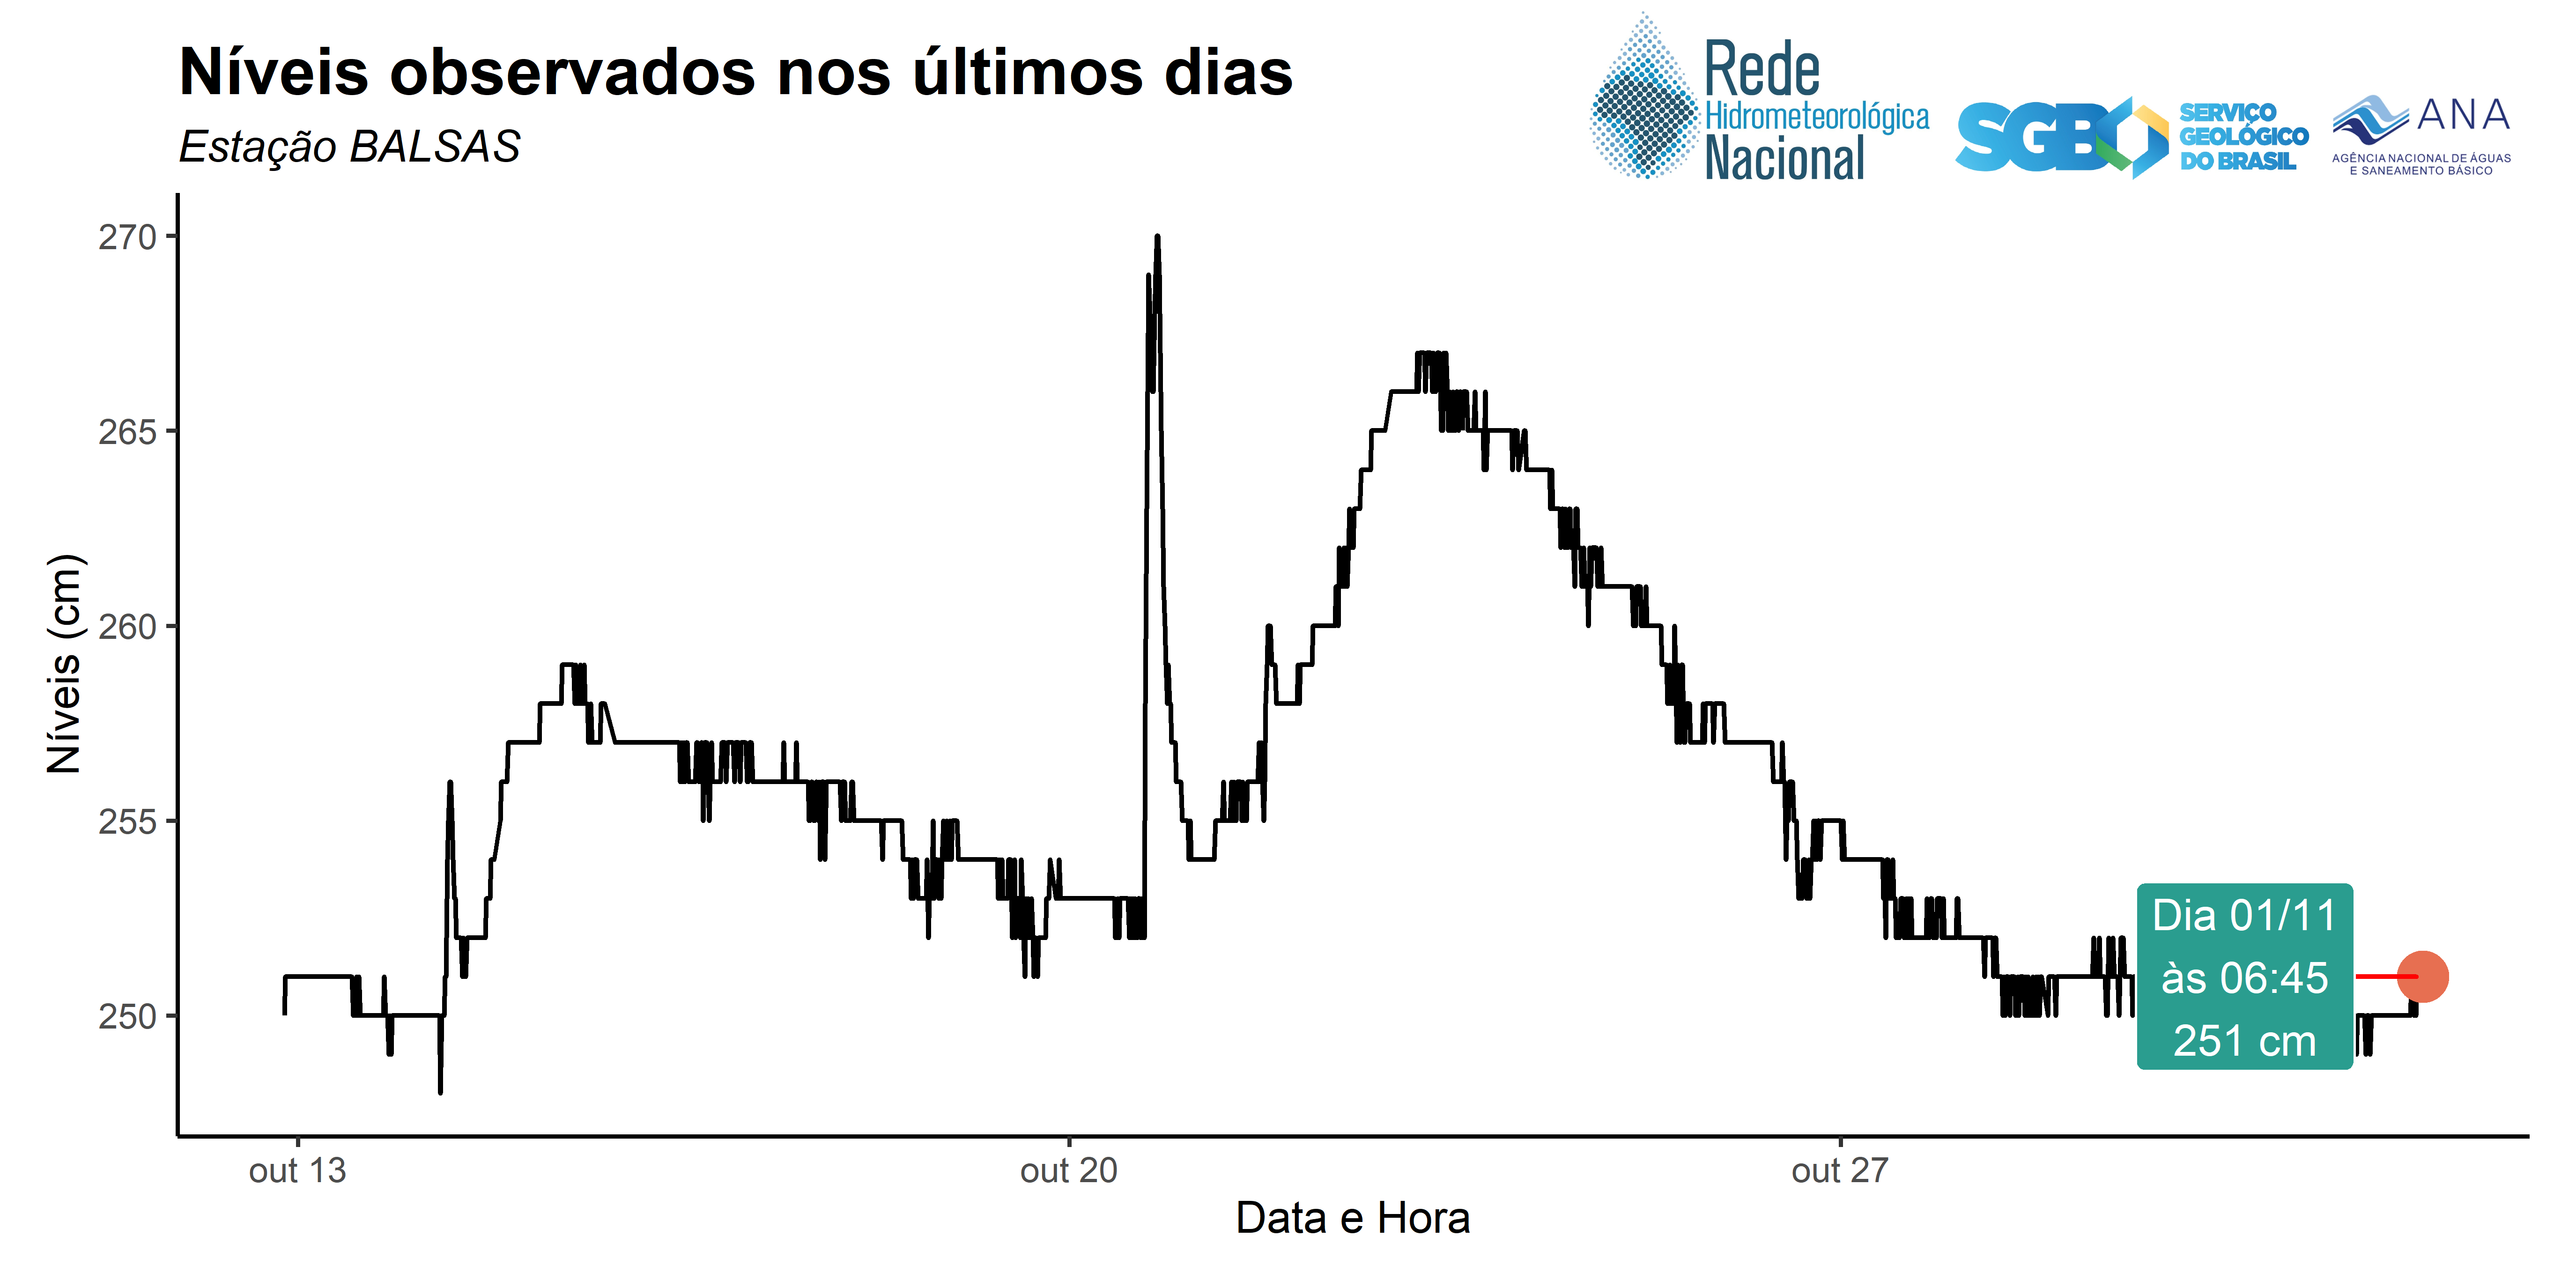 Níveis observados nos últimos dias
Estação BALSAS
Rede
Hidrometeorológica
Nacional
SGB
SERVIÇO
GEOLÓGICO
DO BRASIL
ANA
AGÊNCIA NACIONAL DE ÁGUAS
E SANEAMENTO BÁSICO
Níveis (cm)
270
265
260
255
250
Dia 01/11
às 06:45
251 cm
out 13
out 20
out 27
Data e Hora